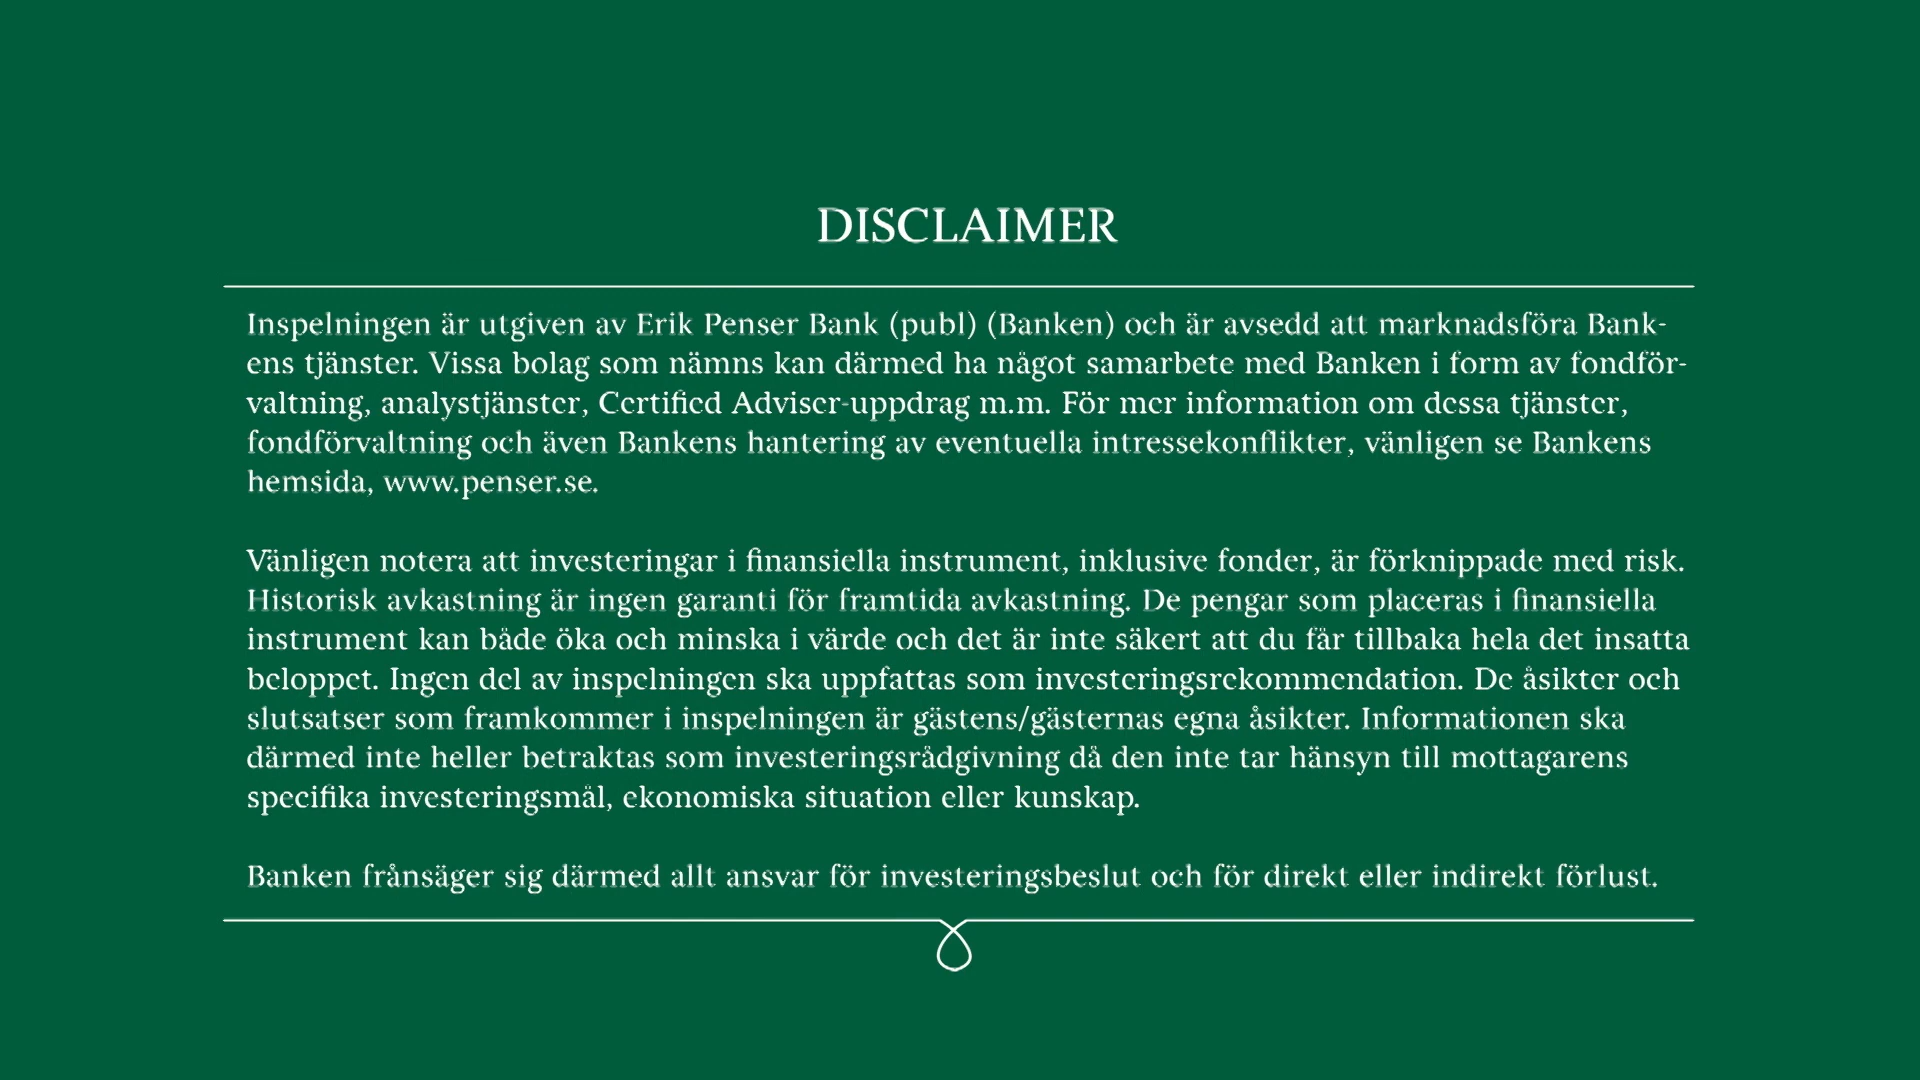 DISCLAIMER
Inspelningen är utgiven av Erik Penser Bank (publ) (Banken) och är avsedd att marknadsföra Bank-
ens tjänster. Vissa bolag som nämns kan därmed ha något samarbete med Banken i form av fondför-
valtning, analystjänster, Certified Adviser-uppdrag m.m. För mer information om dessa tjänster,
fondförvaltning och även Bankens hantering av eventuella intressekonflikter, vänligen se Bankens
hemsida, www.penser.se.
Vänligen notera att investeringar i finansiella instrument, inklusive fonder, är förknippade med risk.
Historisk avkastning är ingen garanti för framtida avkastning. De pengar som placeras i finansiella
instrument kan både öka och minska i värde och det är inte säkert att du får tillbaka hela det insatta
beloppet. Ingen del av inspelningen ska uppfattas som investeringsrekommendation. De åsikter och
slutsatser som framkommer i inspelningen är gästens/gästernas egna åsikter. Informationen ska
därmed inte heller betraktas som investeringsrådgivning då den inte tar hänsyn till mottagarens
specifika investeringsmål, ekonomiska situation eller kunskap.
Banken frånsäger sig därmed allt ansvar för investeringsbeslut och för direkt eller indirekt förlust.